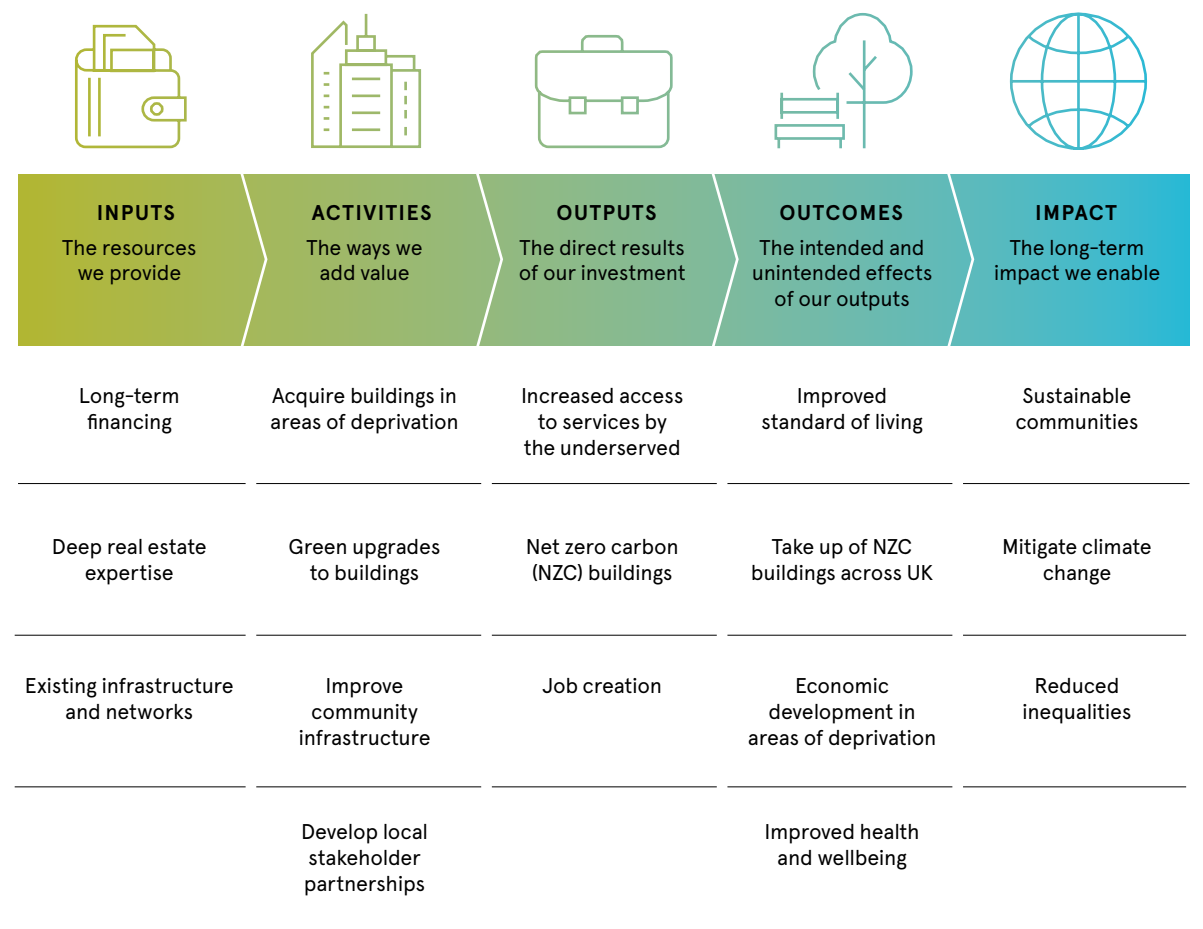 INPUTS
The resources
we provide
ACTIVITIES
The ways we
add value
OUTPUTS
The direct results
of our investment
OUTCOMES
The intended and
unintended effects
of our outputs
IMPACT
The long-term
impact we enable
Long-term
financing
Acquire buildings in
areas of deprivation
Increased access
to services by
the underserved
Improved
standard of living
Sustainable
communities
Deep real estate
expertise
Green upgrades
to buildings
Net zero carbon
(NZC) buildings
Take up of NZC
buildings across UK
Mitigate climate
change
Existing infrastructure
and networks
Improve
community
infrastructure
Job creation
Economic
development in
areas of deprivation
Reduced
inequalities
Develop local
stakeholder
partnerships
Improved health
and wellbeing